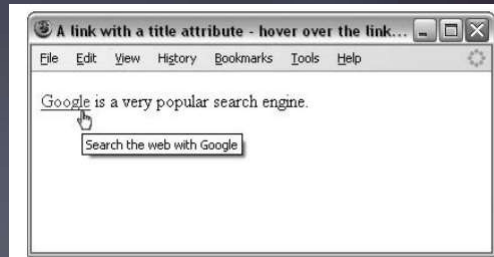 A link with a title attribute - hover over the link...
File Edit View History Bookmarks Tools Help
Google is a very popular search engine.
Search the web with Google